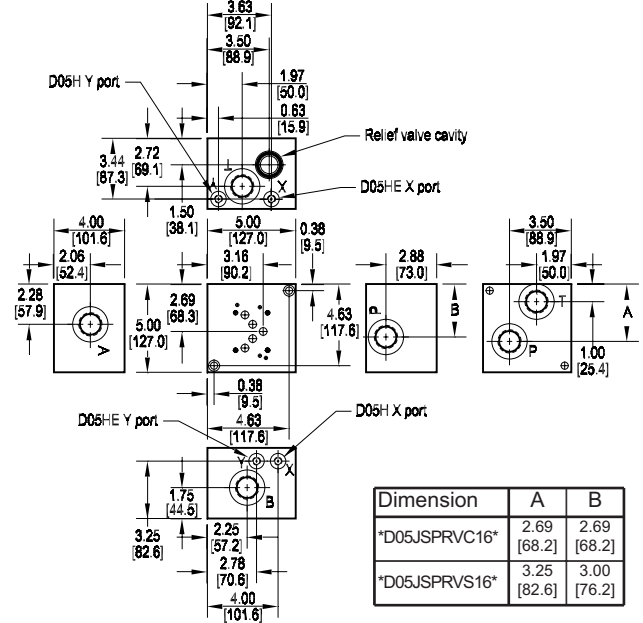 3.63
[92.1]
3.50
[88.9]
D05H Y port
1.97
[50.0]
0.63
[15.9]
Relief valve cavity
3.44
[87.3]
2.72
[69.1]
T
Y
X
D05HE X port
1.50
[38.1]
4.00
[101.6]
2.06
[52.4]
5.00
[127.0]
3.16
[90.2]
0.38
[9.5]
2.88
[73.0]
3.50
[88.9]
1.97
[50.0]
2.28
[57.9]
A
5.00
[127.0]
2.69
[68.3]
4.63
[117.6]
P
B
T
P
A
1.00
[25.4]
0.38
[9.5]
4.63
[117.6]
D05HE Y port
D05H X port
Y
X
B
3.25
[82.6]
1.75
[44.5]
2.25
[57.2]
2.78
[70.6]
4.00
[101.6]
Dimension A B
*D05JSPRVC16* 2.69 [68.2] 2.69 [68.2]
*D05JSPRVS16* 3.25 [82.6] 3.00 [76.2]